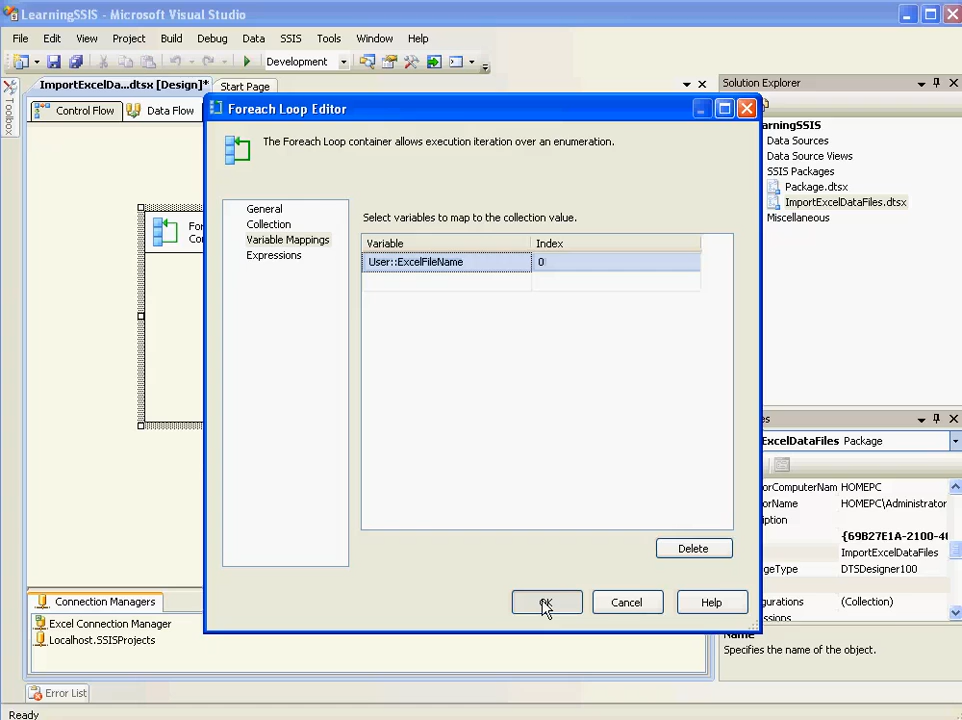 LearningSSIS - Microsoft Visual Studio
File Edit View Project Build Debug Data SSIS Tools Window Help
Development
ImportExcelDa...dtsx [Design]* Start Page
Solution Explorer
Toolbox
Control Flow Data Flow
Foreach Loop Editor
The Foreach Loop container allows execution iteration over an enumeration.
Data Sources
Data Source Views
SSIS Packages
Package.dtsx
ImportExcelDataFiles.dtsx
Miscellaneous
General
Collection
Variable Mappings
Expressions
Select variables to map to the collection value.
Variable Index
User::ExcelFileName 0
Delete
OK Cancel Help
Package
HOMEPC
HOMEPC\Administrator
ImportExcelDataFiles
DTSDesigner100
(Collection)
Name
Specifies the name of the object.
Connection Managers
Excel Connection Manager
Localhost.SSISProjects
Error List
Ready